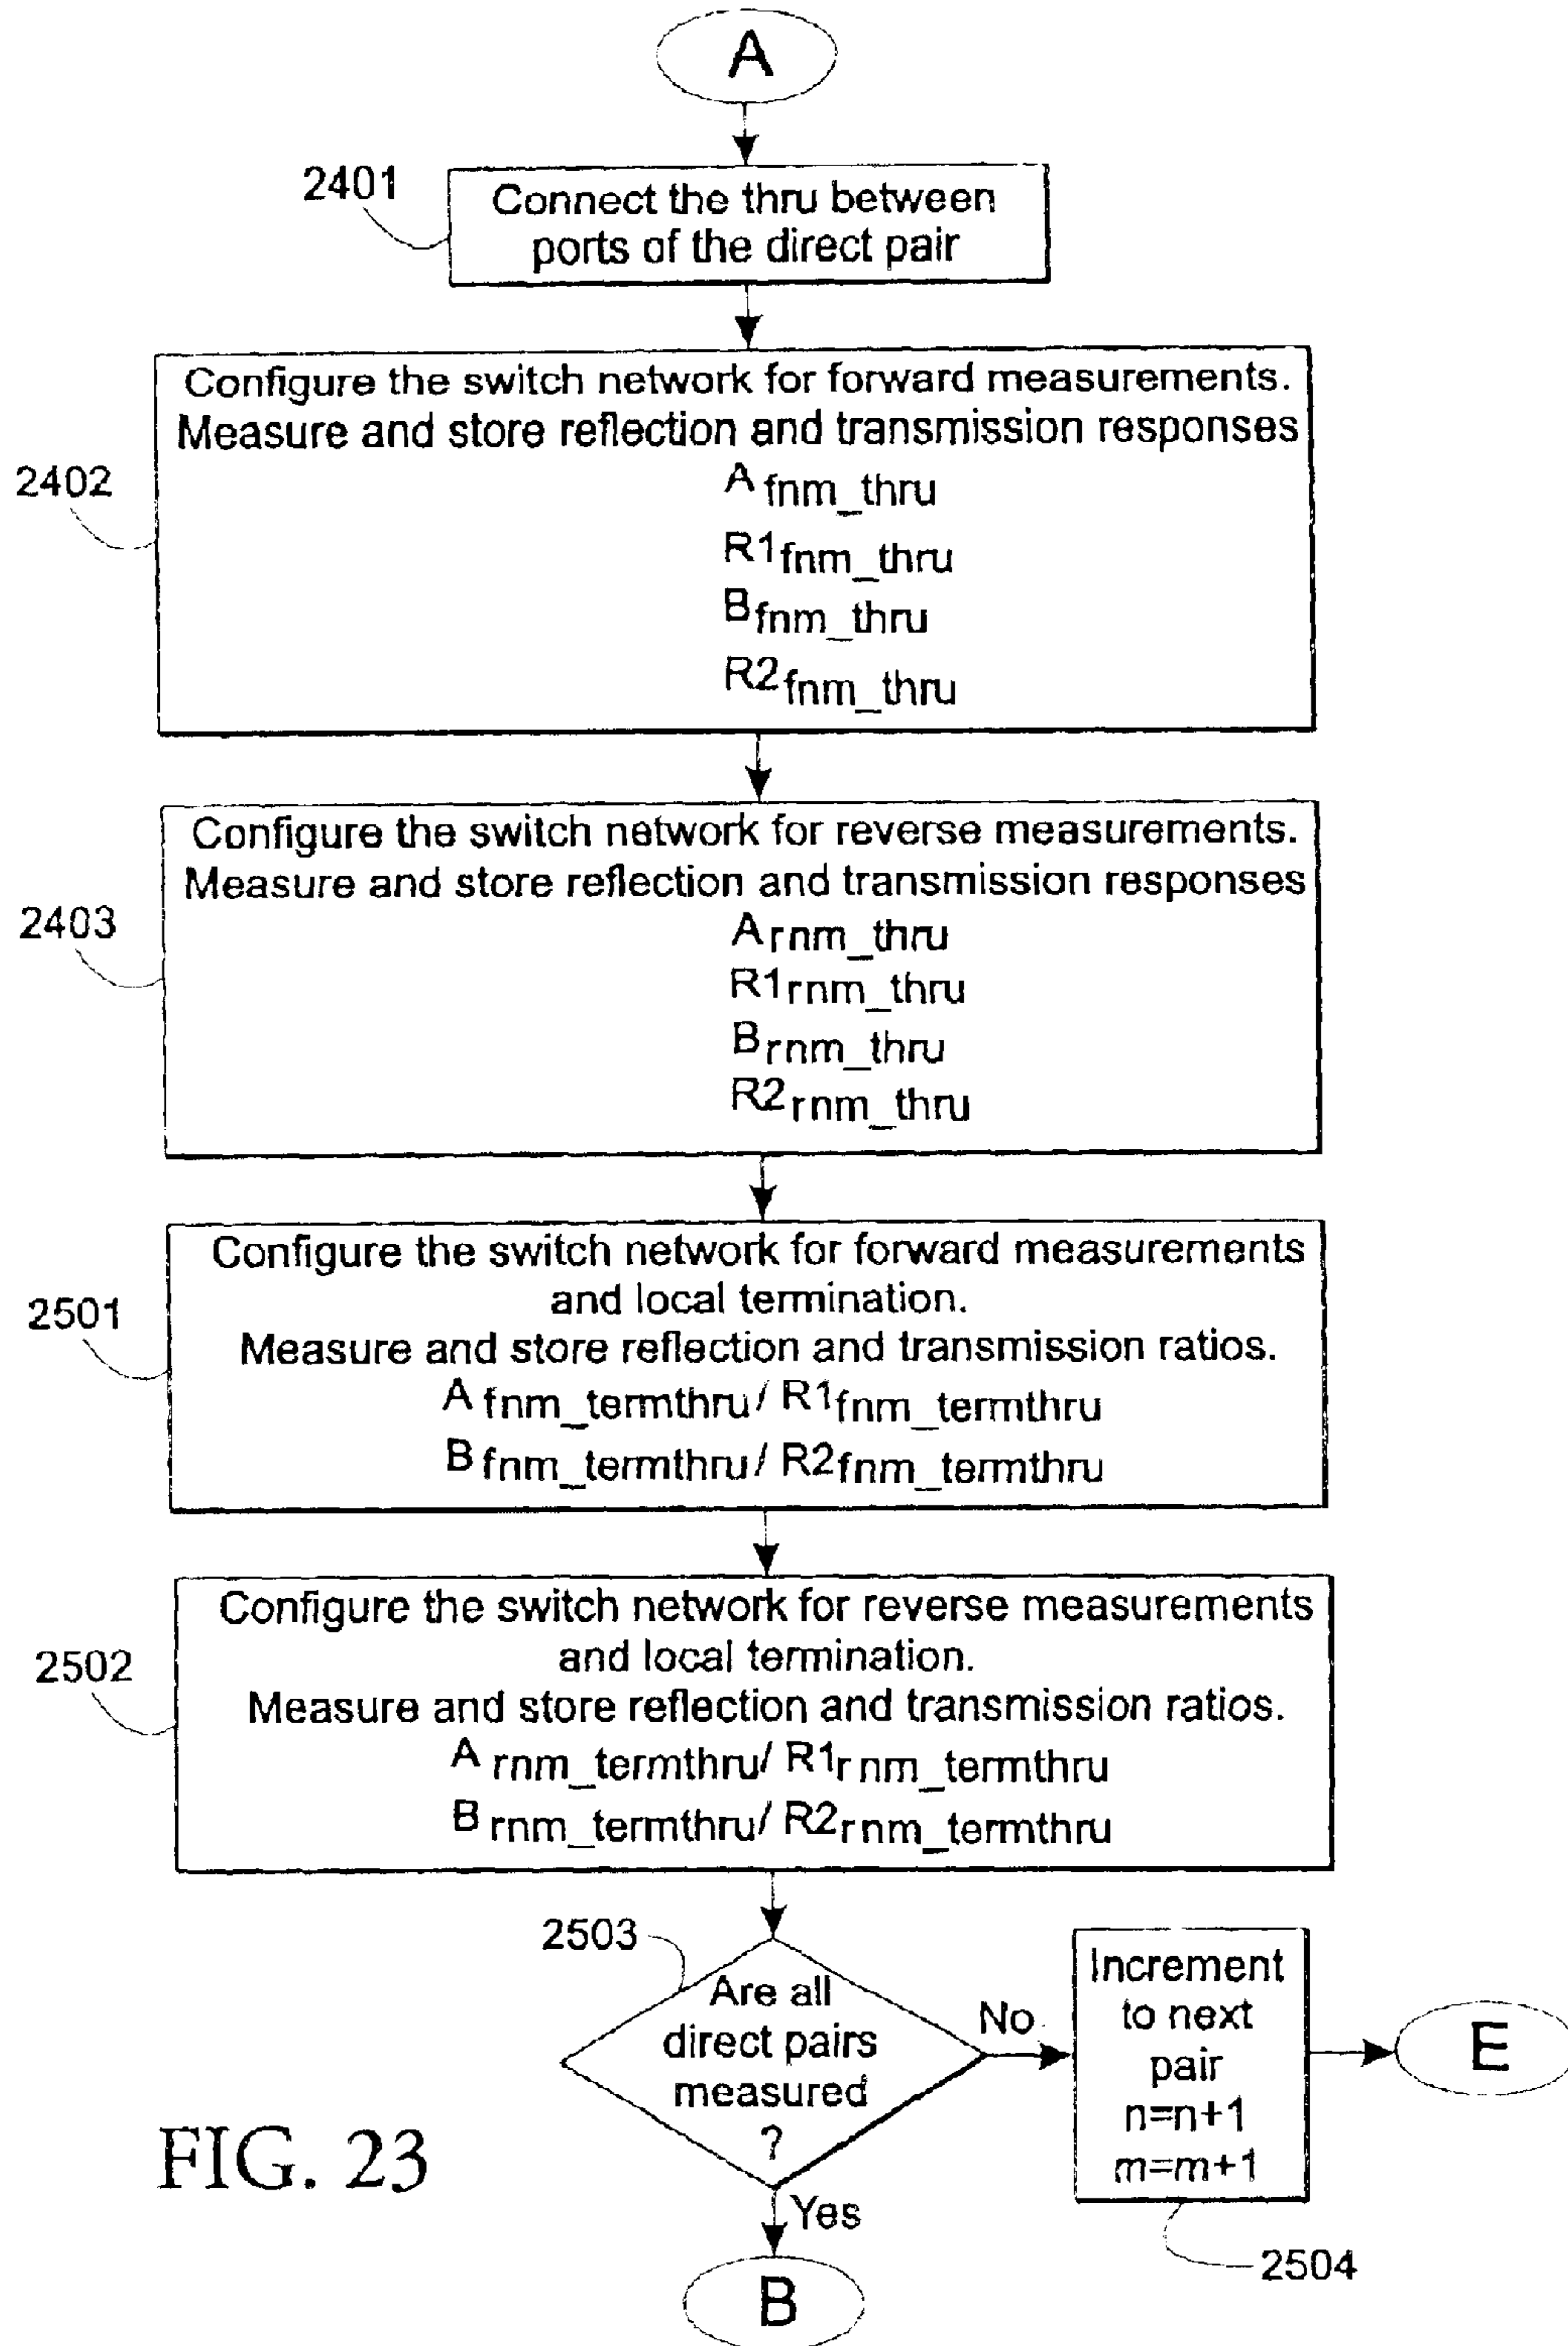 A
2401
Connect the thru between
ports of the direct pair
2402
Configure the switch network for forward measurements.
Measure and store reflection and transmission responses
A fnm_thru
R1fnm_thru
Bfnm_thru
R2fnm_thru
2403
Configure the switch network for reverse measurements.
Measure and store reflection and transmission responses
Arnm_thru
R1rnm_thru
Brnm_thru
R2rnm_thru
2501
Configure the switch network for forward measurements
and local termination.
Measure and store reflection and transmission ratios.
A fnm_termthru/ R1fnm_termthru
B fnm_termthru/ R2fnm_termthru
2502
Configure the switch network for reverse measurements
and local termination.
Measure and store reflection and transmission ratios.
A rnm_termthru/ R1rnm_termthru
B rnm_termthru/ R2rnm_termthru
2503
Are all
direct pairs
measured
?
No
Increment
to next
pair
n=n+1
m=m+1
E
2504
Yes
B
FIG. 23